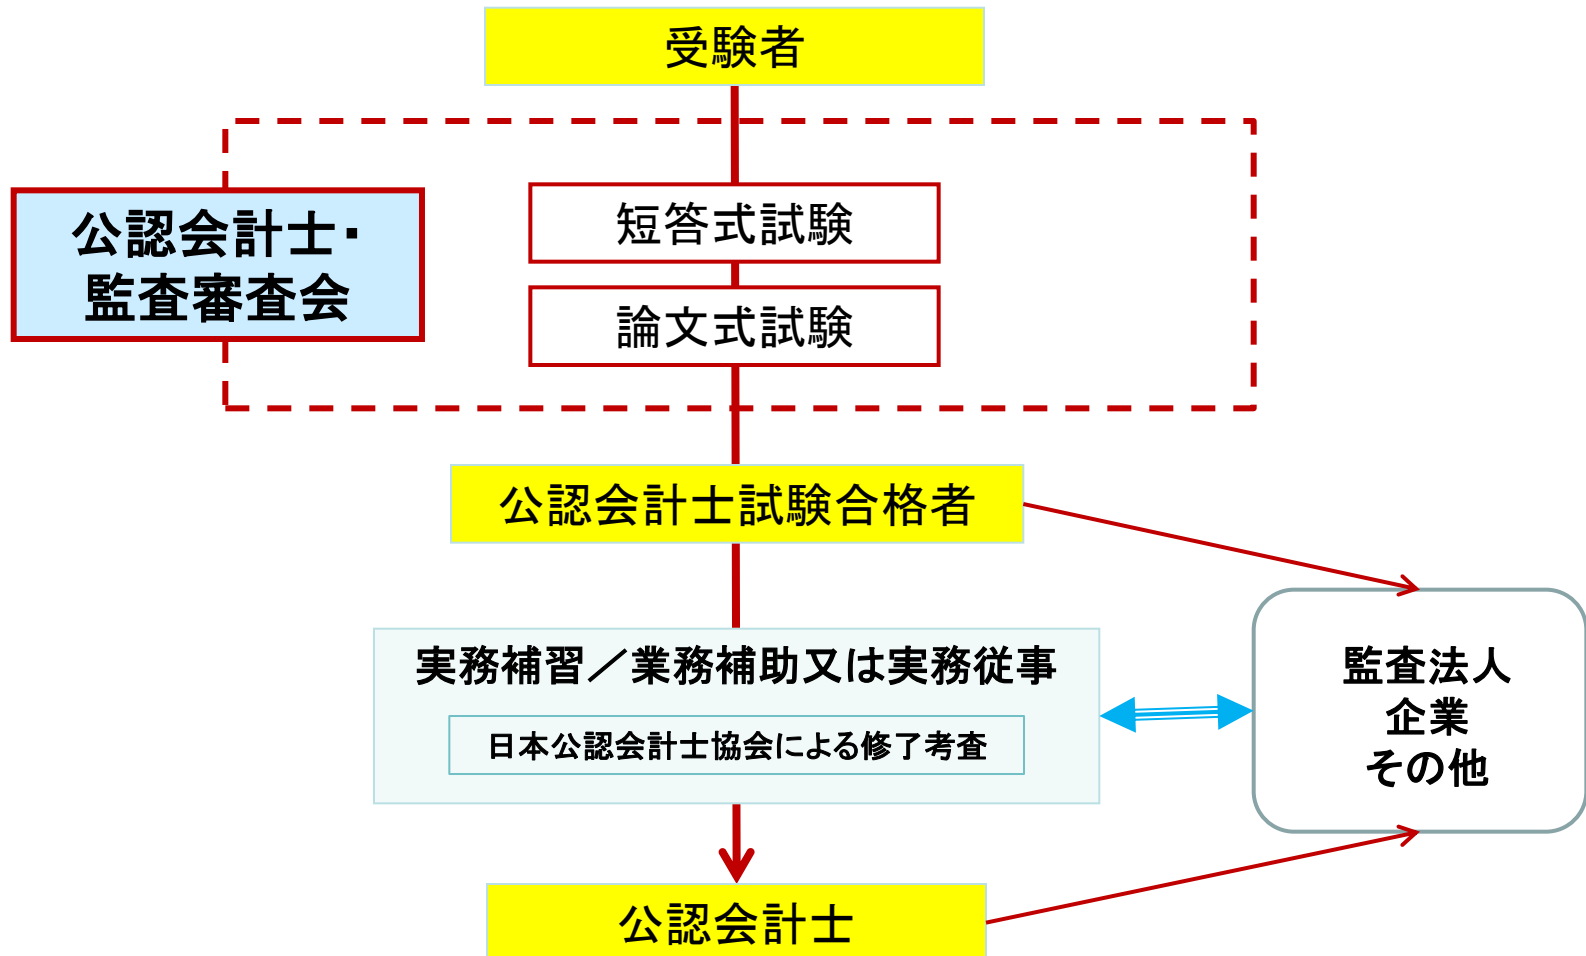 受験者
公認会計士・
監査審査会
短答式試験
論文式試験
公認会計士試験合格者
実務補習／業務補助又は実務従事
日本公認会計士協会による修了考査
監査法人
企業
その他
公認会計士